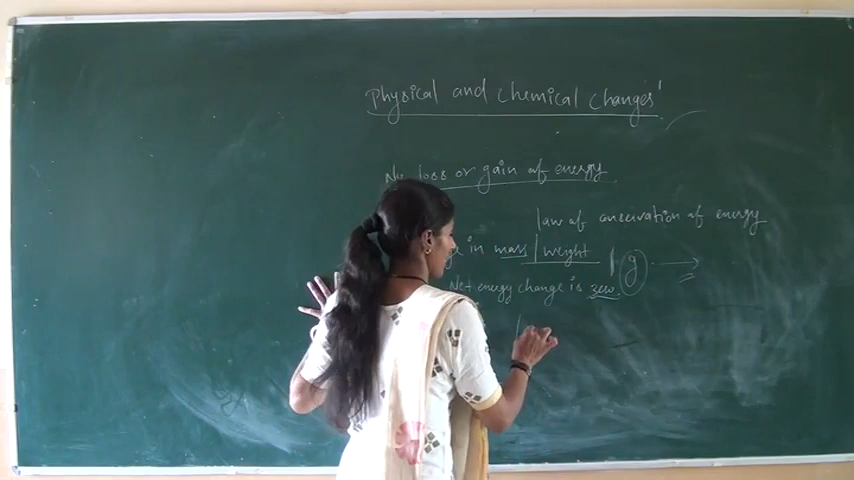 Physical and Chemical Changes'
No loss or gain of energy
law of conservation of energy
in mass / weight
g →
Net energy change is zero.